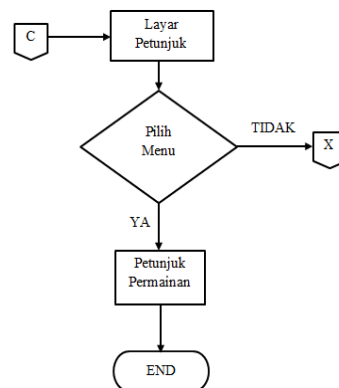 C
Layar
Petunjuk
Pilih
Menu
TIDAK
X
YA
Petunjuk
Permainan
END